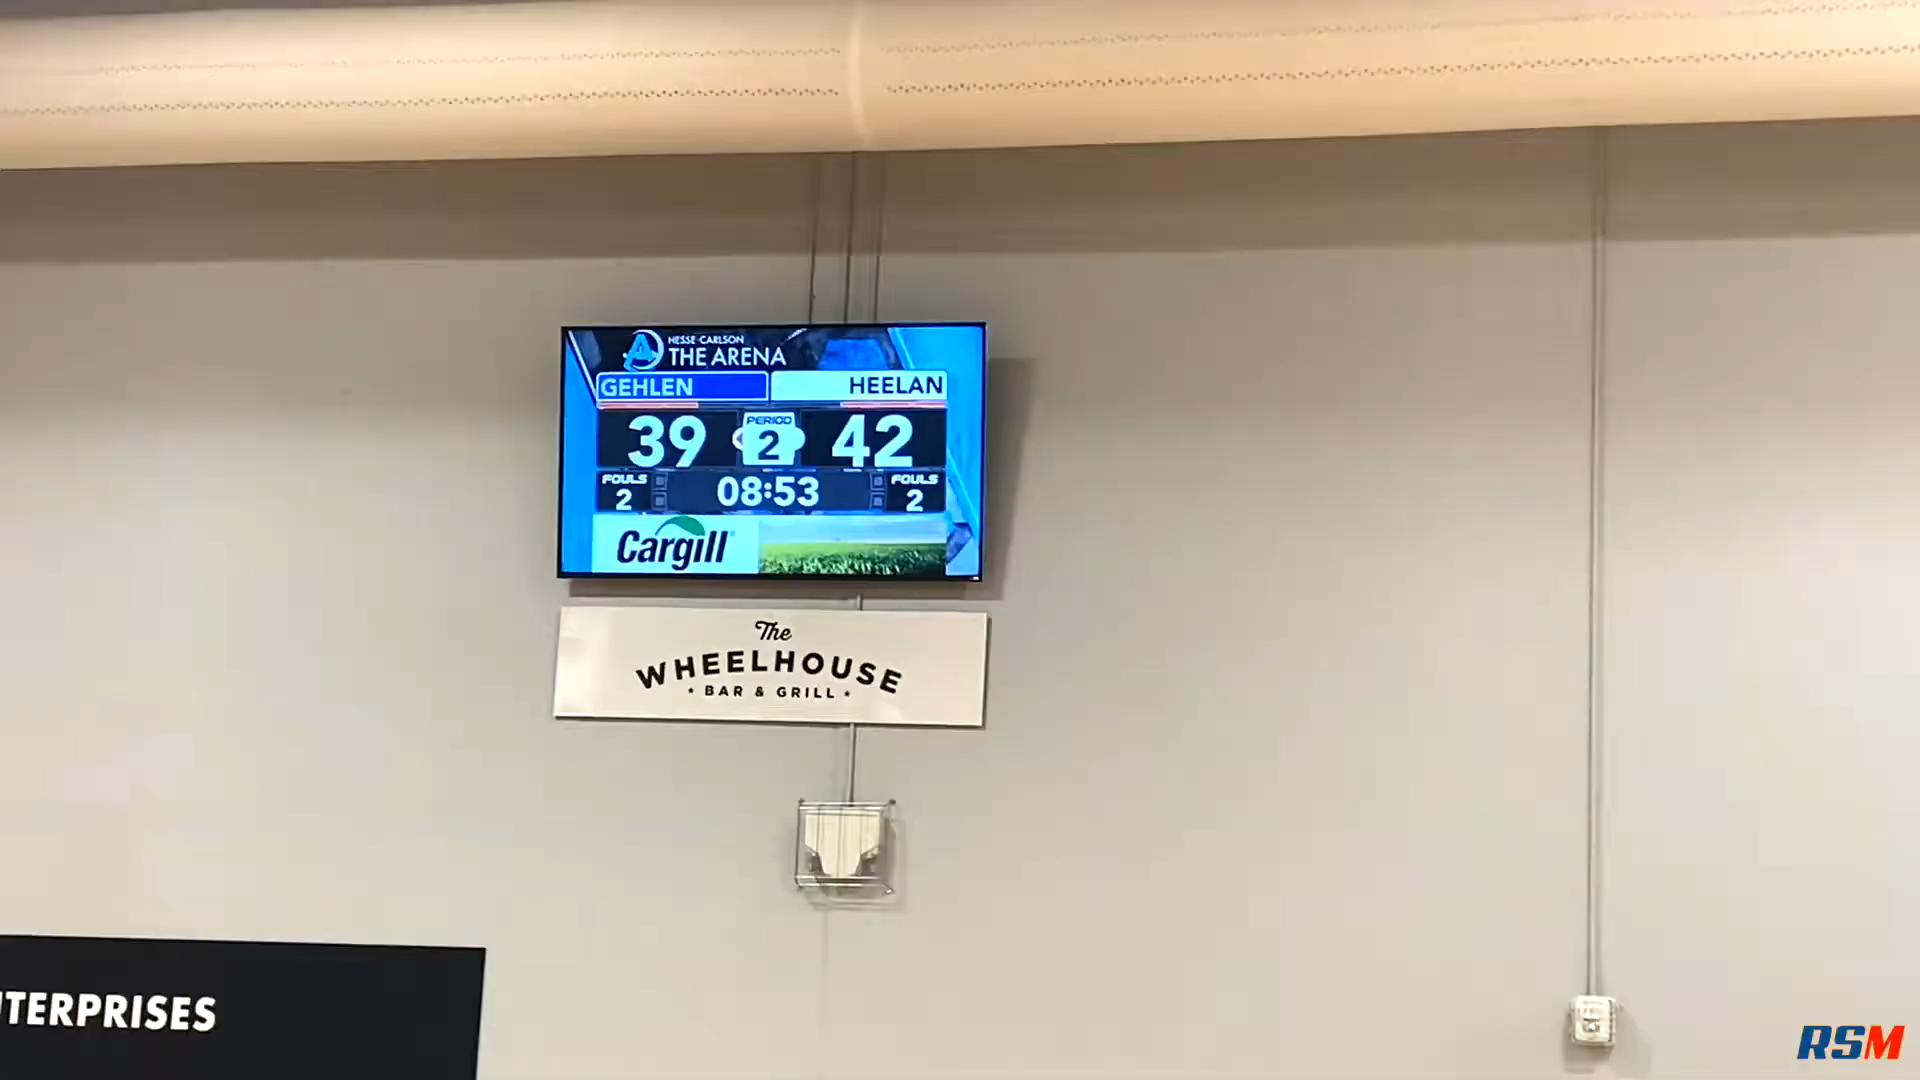 HESSE-CARLSON
THE ARENA
GEHLEN HEELAN
39 PERIOD 2 42
FOULS 2 08:53 FOULS 2
Cargill
The
WHEELHOUSE
BAR & GRILL
TERPRISES
RSM